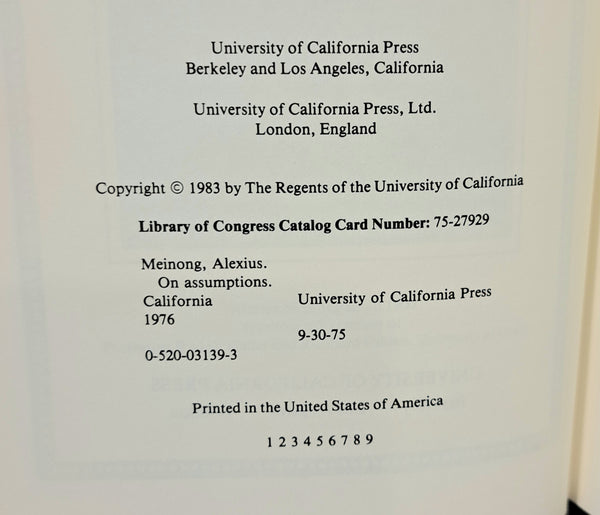 University of California Press
Berkeley and Los Angeles, California
University of California Press, Ltd.
London, England
Copyright © 1983 by The Regents of the University of California
Library of Congress Catalog Card Number: 75-27929
Meinong, Alexius.
On assumptions.
California University of California Press
1976
9-30-75
0-520-03139-3
Printed in the United States of America
1 2 3 4 5 6 7 8 9